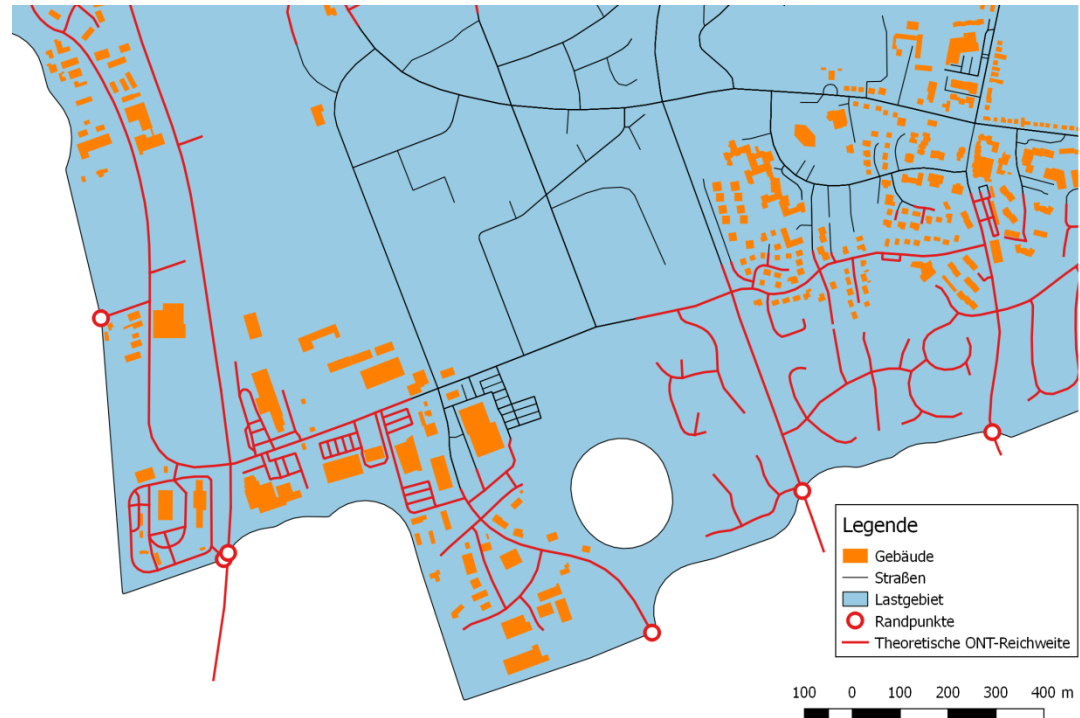 Legende
Gebäude
Straßen
Lastgebiet
Randpunkte
Theoretische ONT-Reichweite
100 0 100 200 300 400 m